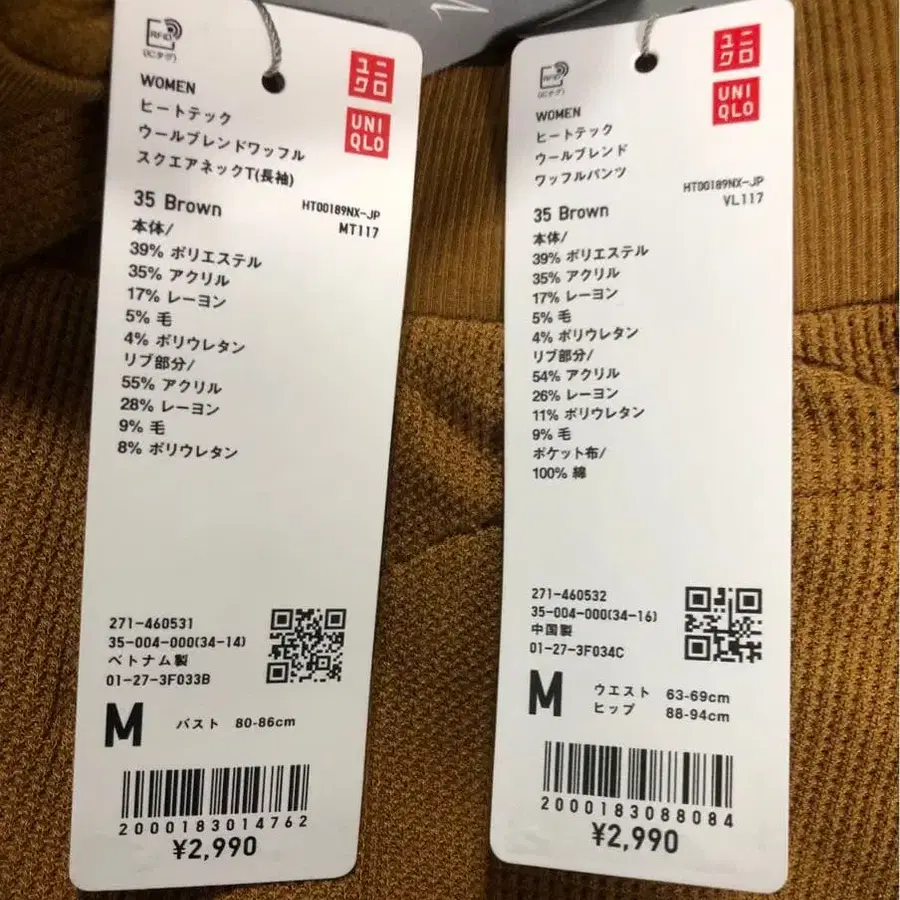 RFID
(ICタグ)
ユニ
クロ
UNI
QLO
WOMEN
ヒートテック
ウールブレンドワッフル
スクエアネックT(長袖)
35 Brown
HT00189NX-JP
MT117
本体/
39% ポリエステル
35% アクリル
17% レーヨン
5% 毛
4% ポリウレタン
リブ部分/
55% アクリル
28% レーヨン
9% 毛
8% ポリウレタン
271-460531
35-004-000(34-14)
ベトナム製
01-27-3F033B
M バスト 80-86cm
2000183014762
¥2,990
RFID
(ICタグ)
ユニ
クロ
UNI
QLO
WOMEN
ヒートテック
ウールブレンド
ワッフルパンツ
35 Brown
HT00189NX-JP
VL117
本体/
39% ポリエステル
35% アクリル
17% レーヨン
5% 毛
4% ポリウレタン
リブ部分/
54% アクリル
26% レーヨン
11% ポリウレタン
9% 毛
ポケット布/
100% 綿
271-460532
35-004-000(34-16)
中国製
01-27-3F034C
M ウエスト 63-69cm
ヒップ 88-94cm
2000183088084
¥2,990